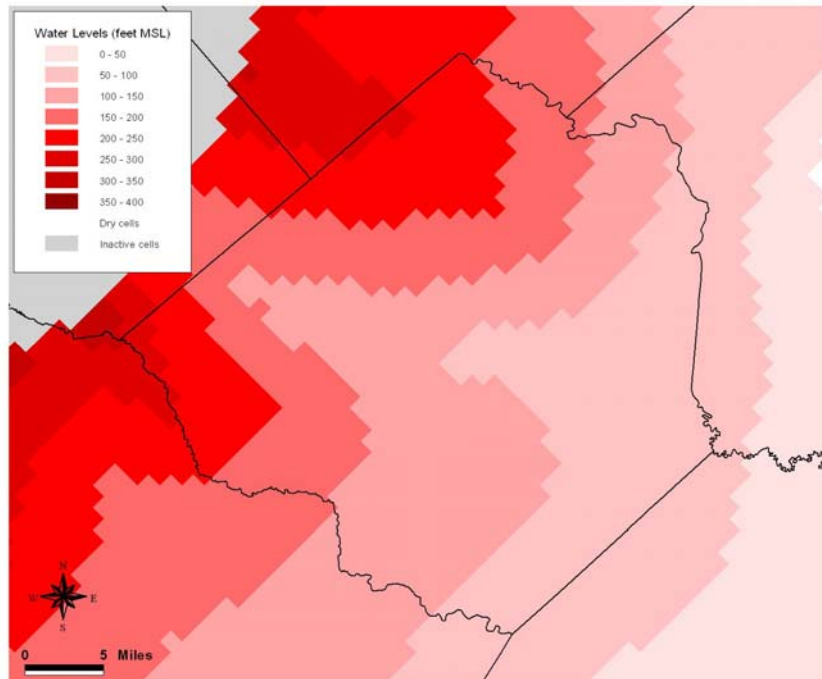 Water Levels (feet MSL)
0 - 50
50 - 100
100 - 150
150 - 200
200 - 250
250 - 300
300 - 350
350 - 400
Dry cells
Inactive cells
N
W E
S
0 5 Miles